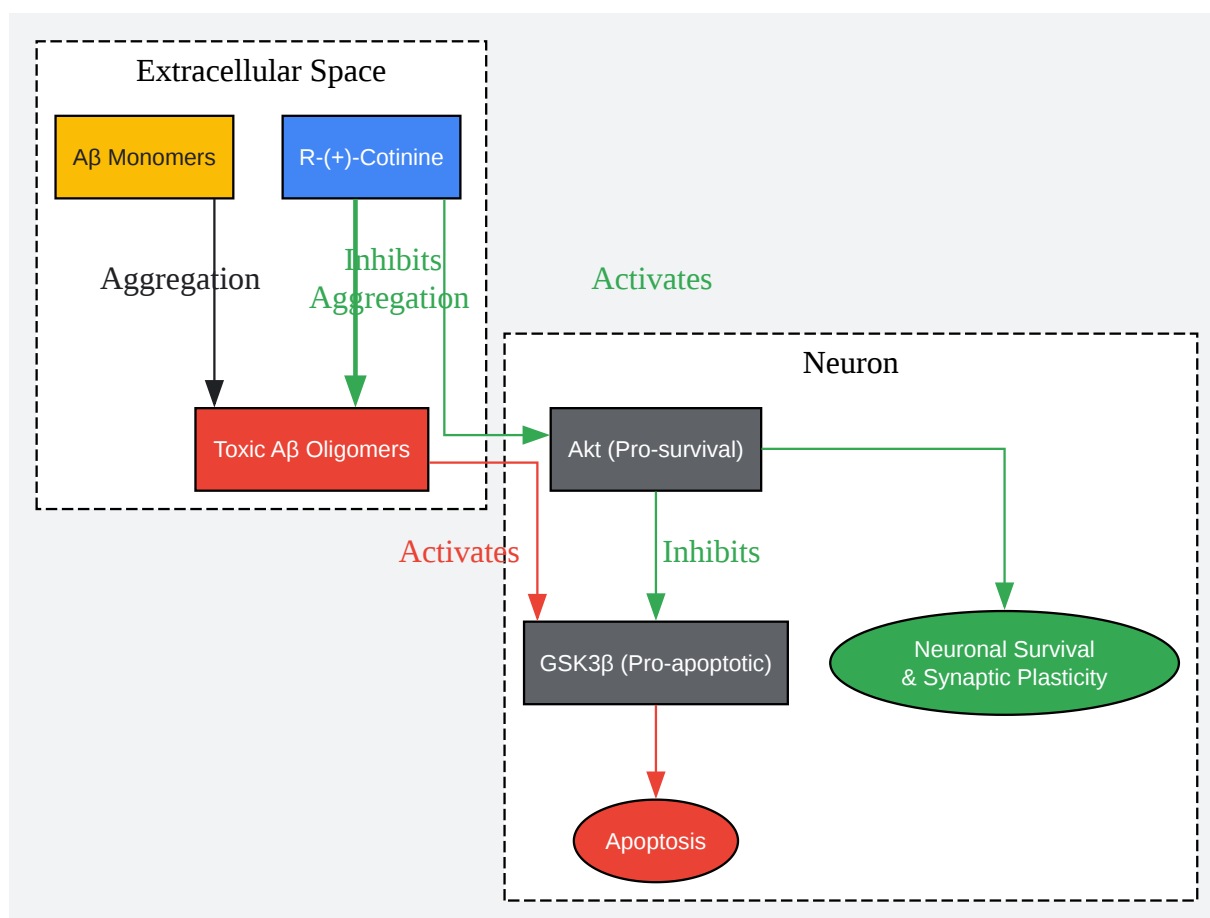 Extracellular Space
Aβ Monomers
R-(+)-Cotinine
Aggregation
Inhibits
Aggregation
Activates
Neuron
Toxic Aβ Oligomers
Akt (Pro-survival)
Activates
Inhibits
GSK3β (Pro-apoptotic)
Neuronal Survival
& Synaptic Plasticity
Apoptosis